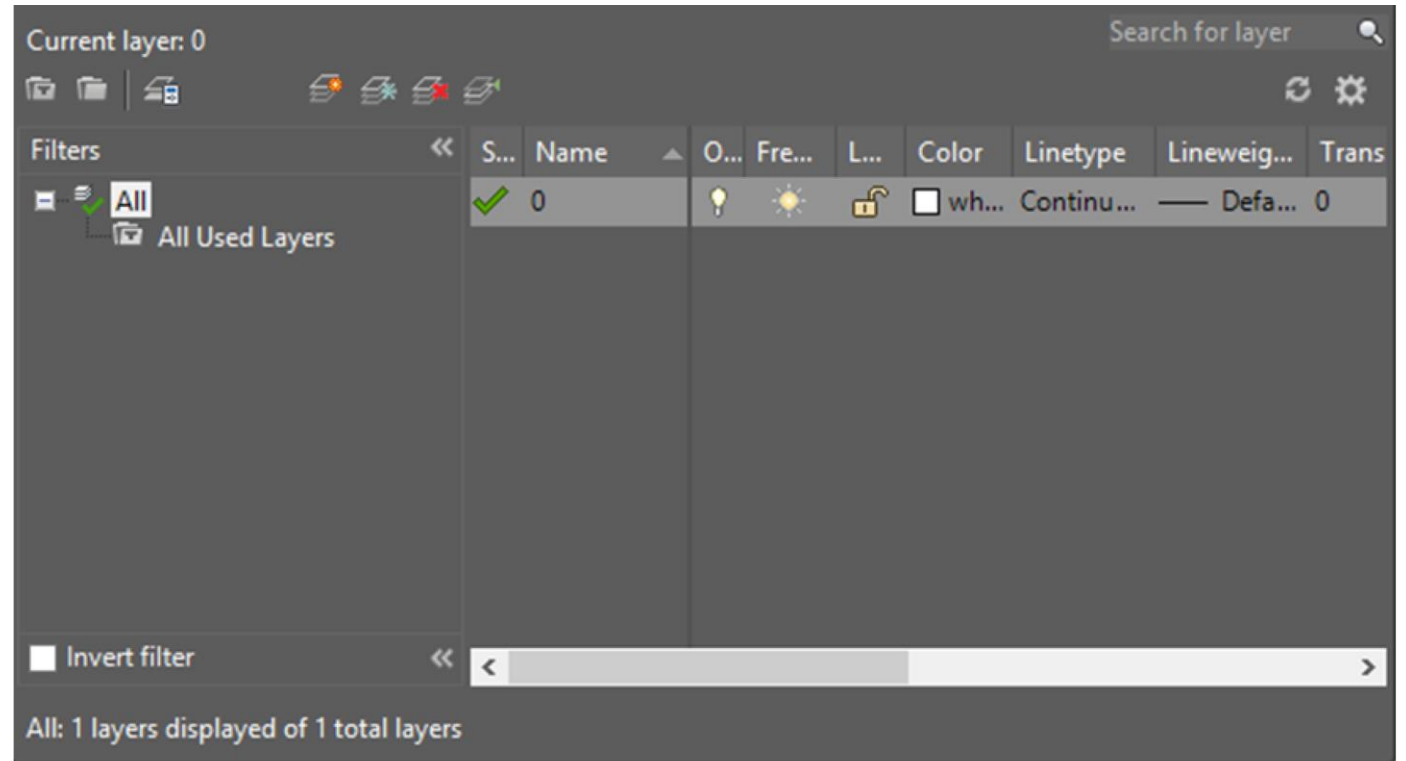 Current layer: 0
Search for layer
Filters
S... Name O... Fre... L... Color Linetype Lineweig... Trans
All
All Used Layers
0 wh... Continu... Defa... 0
Invert filter
All: 1 layers displayed of 1 total layers